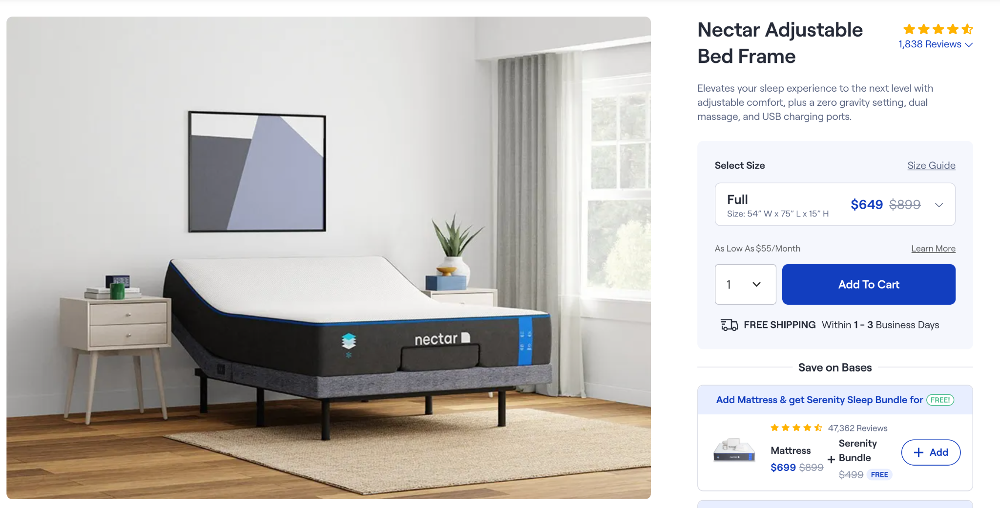 Nectar Adjustable
Bed Frame
1,838 Reviews
Elevates your sleep experience to the next level with
adjustable comfort, plus a zero gravity setting, dual
massage, and USB charging ports.
Select Size
Size Guide
Full
Size: 54” W x 75” L x 15” H
$649 $899
As Low As $55/Month
Learn More
1
Add To Cart
FREE SHIPPING Within 1 - 3 Business Days
Save on Bases
Add Mattress & get Serenity Sleep Bundle for FREE!
47,362 Reviews
Mattress
$699 $899
+
Serenity
Bundle
$499 FREE
+ Add
nectar